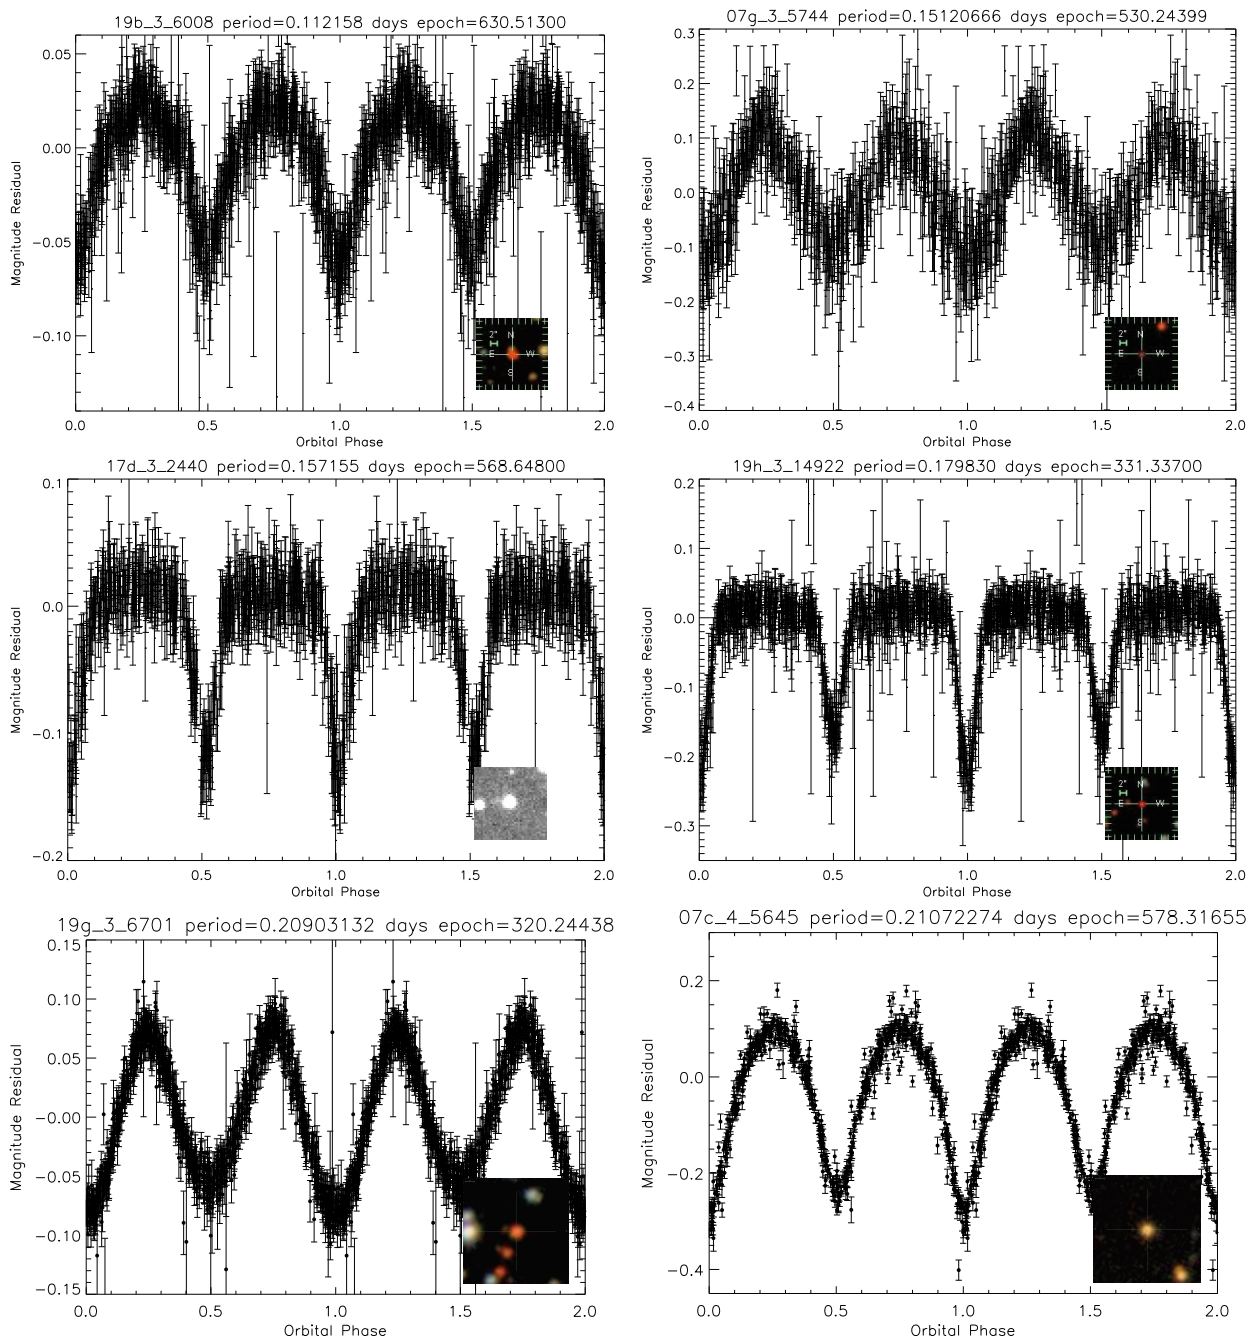 19b_3_6008 period=0.112158 days epoch=630.51300
0.05
0.00
−0.05
−0.10
Magnitude Residual
0.0 0.5 1.0 1.5 2.0
Orbital Phase
2" N
E W
S
07g_3_5744 period=0.15120666 days epoch=530.24399
0.3
0.2
0.1
0.0
−0.1
−0.2
−0.3
−0.4
Magnitude Residual
0.0 0.5 1.0 1.5 2.0
Orbital Phase
2" N
E W
S
17d_3_2440 period=0.157155 days epoch=568.64800
0.1
0.0
−0.1
−0.2
Magnitude Residual
0.0 0.5 1.0 1.5 2.0
Orbital Phase
19h_3_14922 period=0.179830 days epoch=331.33700
0.2
0.1
0.0
−0.1
−0.2
−0.3
Magnitude Residual
0.0 0.5 1.0 1.5 2.0
Orbital Phase
2" N
E W
S
19g_3_6701 period=0.20903132 days epoch=320.24438
0.15
0.10
0.05
−0.00
−0.05
−0.10
−0.15
Magnitude Residual
0.0 0.5 1.0 1.5 2.0
Orbital Phase
07c_4_5645 period=0.21072274 days epoch=578.31655
0.2
0.0
−0.2
−0.4
Magnitude Residual
0.0 0.5 1.0 1.5 2.0
Orbital Phase